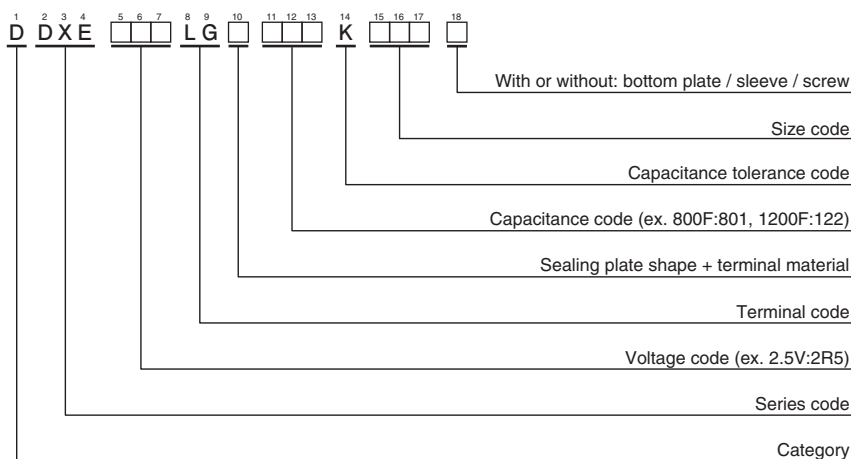 1 2 3 4 5 6 7 8 9 10 11 12 13 14 15 16 17 18
D DXE □□□ LG □ □□□ K □□□ □
With or without: bottom plate / sleeve / screw
Size code
Capacitance tolerance code
Capacitance code (ex. 800F:801, 1200F:122)
Sealing plate shape + terminal material
Terminal code
Voltage code (ex. 2.5V:2R5)
Series code
Category